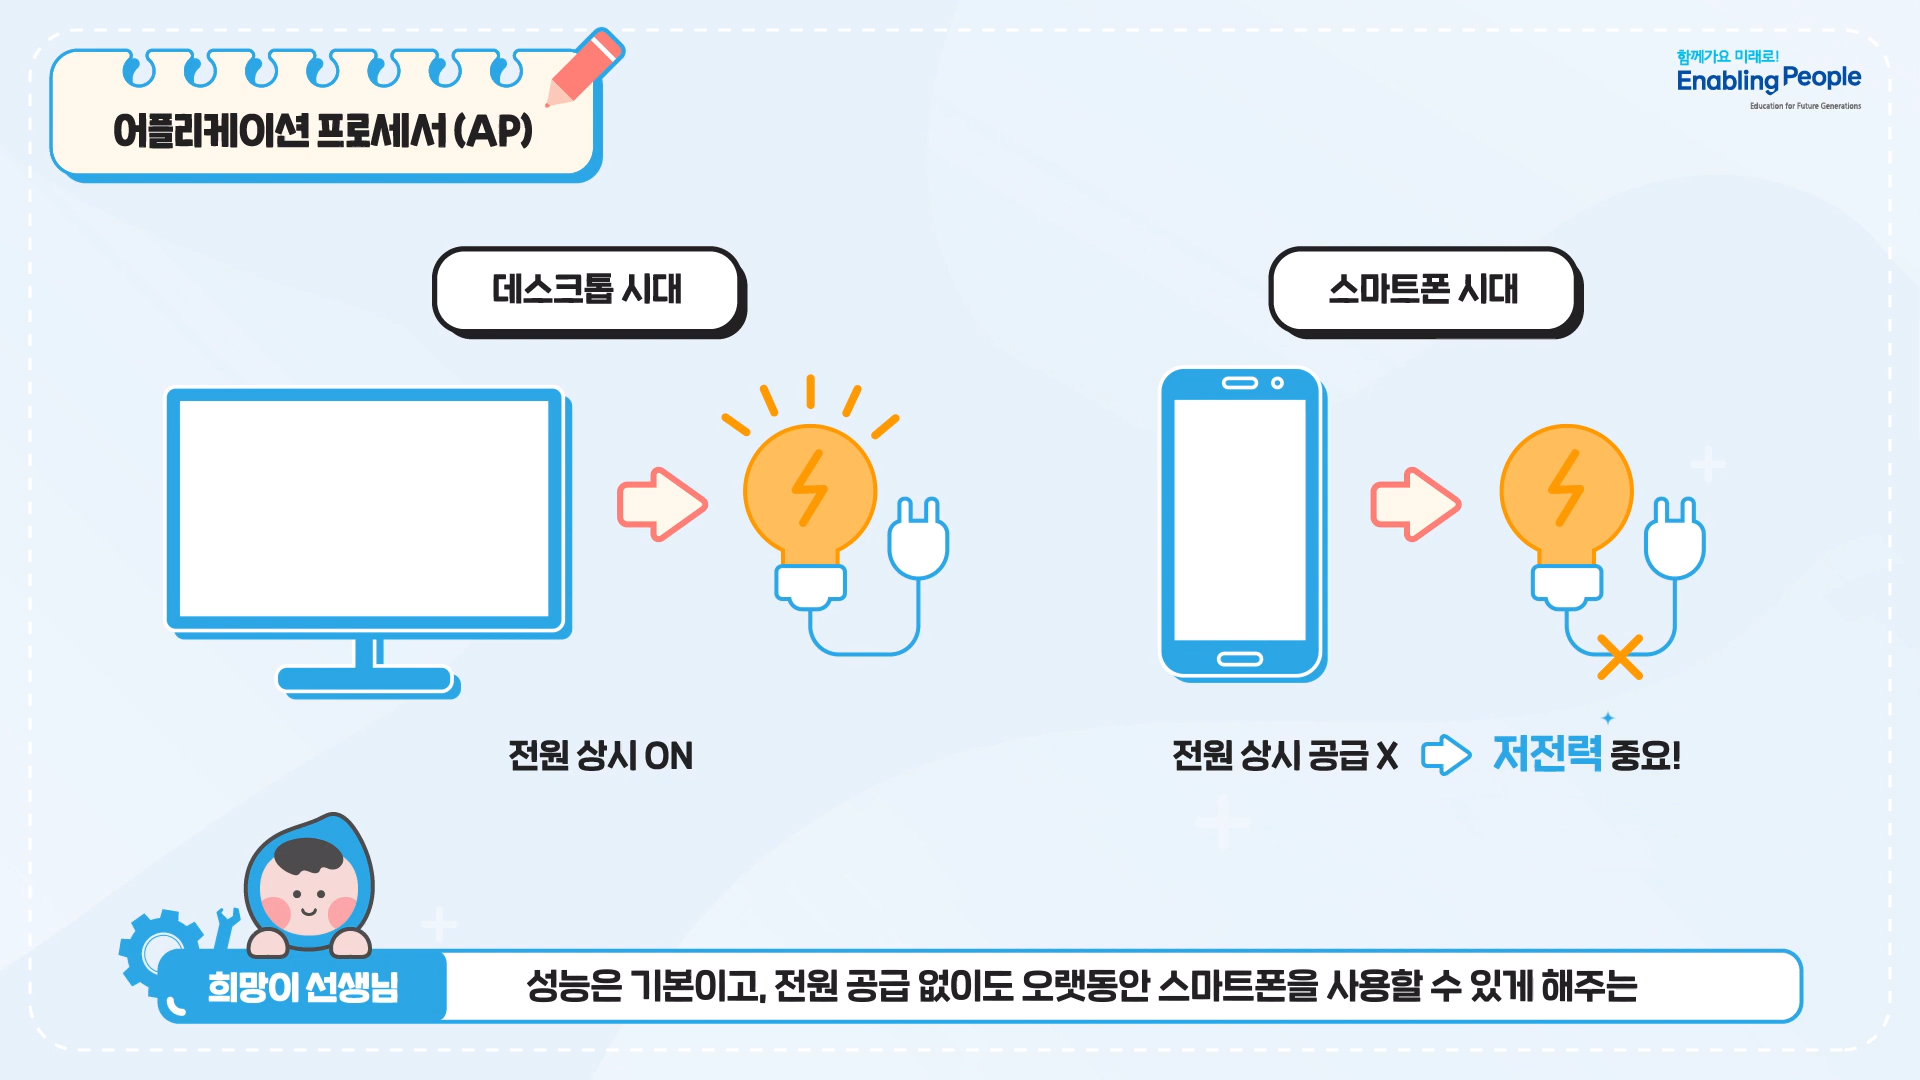 어플리케이션 프로세서 (AP)
함께가요 미래로!
Enabling People
Education for Future Generations
데스크톱 시대
스마트폰 시대
전원 상시 ON
전원 상시 공급 X
저전력 중요!
희망이 선생님
성능은 기본이고, 전원 공급 없이도 오랫동안 스마트폰을 사용할 수 있게 해주는